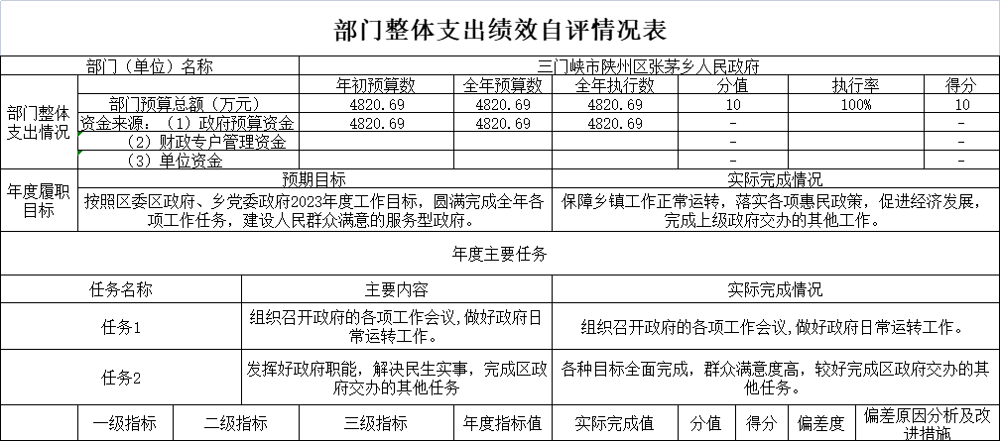 部门整体支出绩效自评情况表
部门（单位）名称 三门峡市陕州区张茅乡人民政府
部门整体支出情况 年初预算数 全年预算数 全年执行数 分值 执行率 得分
部门预算总额（万元） 4820.69 4820.69 4820.69 10 100% 10
资金来源：（1）政府预算资金 4820.69 4820.69 4820.69 - -
（2）财政专户管理资金 - -
（3）单位资金 - -
年度履职目标 预期目标 实际完成情况
按照区委区政府、乡党委政府2023年度工作目标，圆满完成全年各
项工作任务，建设人民群众满意的服务型政府。
保障乡镇工作正常运转，落实各项惠民政策，促进经济发展，
完成上级政府交办的其他工作。
年度主要任务
任务名称 主要内容 实际完成情况
任务1
组织召开政府的各项工作会议,做好政府日
常运转工作。
组织召开政府的各项工作会议,做好政府日常运转工作。
任务2
发挥好政府职能，解决民生实事，完成区政
府交办的其他任务
各种目标全面完成，群众满意度高，较好完成区政府交办的其
他任务。
一级指标 二级指标 三级指标 年度指标值 实际完成值 分值 得分 偏差度 偏差原因分析及改
进措施